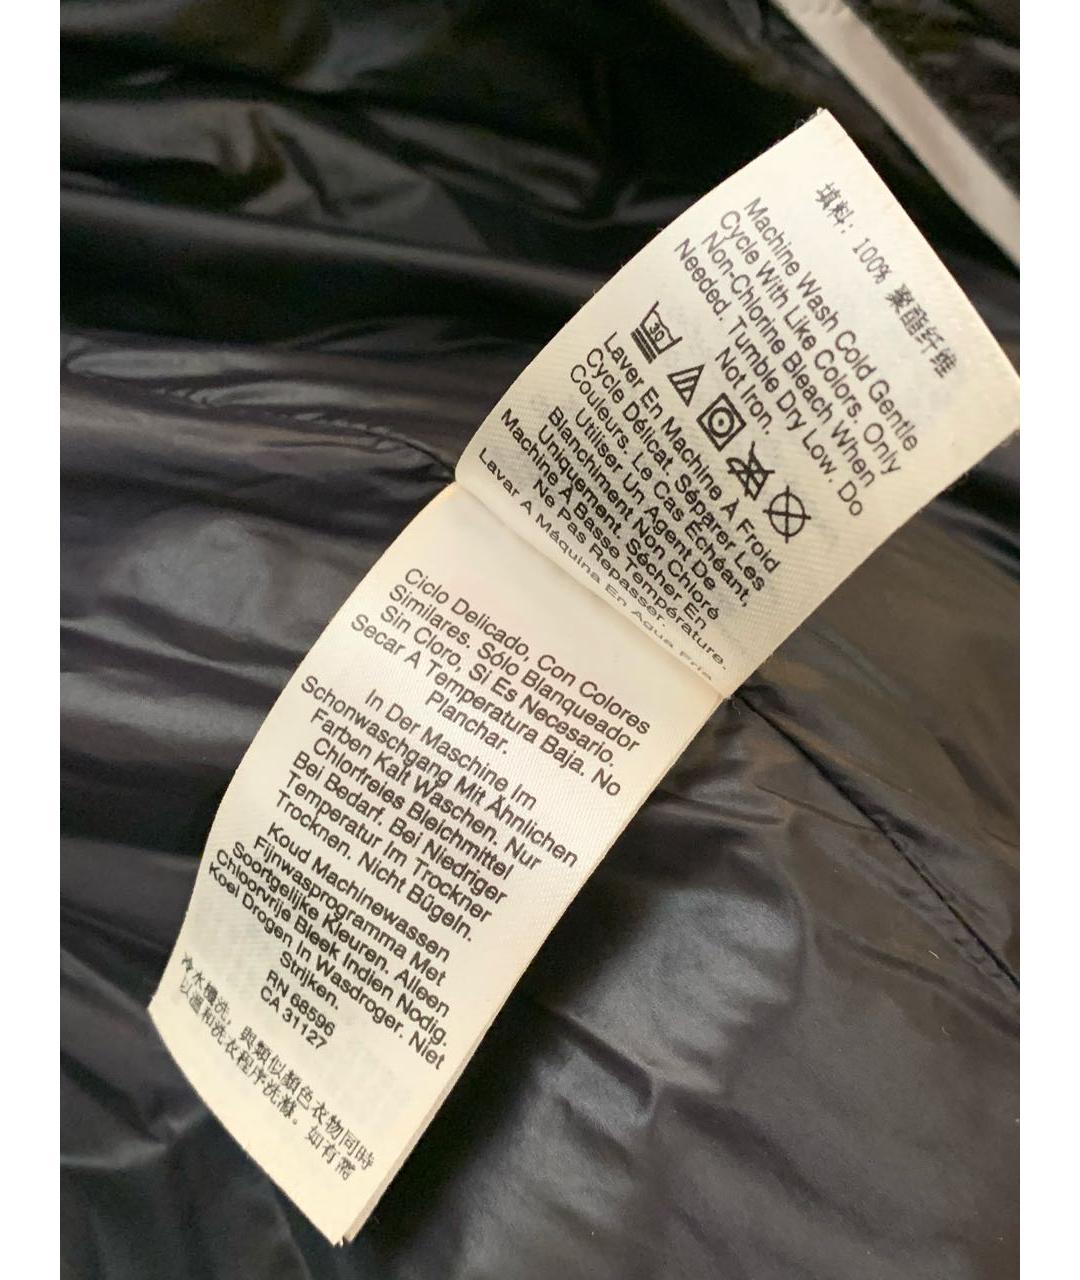 填料: 100% 聚酯纤维
Machine Wash Cold Gentle
Cycle With Like Colors. Only
Non-Chlorine Bleach When
Needed. Tumble Dry Low. Do
Not Iron.
30
Laver En Machine À Froid
Cycle Délicat. Séparer Les
Couleurs. Le Cas Échéant,
Utiliser Un Agent De
Blanchiment Non Chloré
Uniquement. Sécher En
Machine À Basse Température.
Ne Pas Repasser.
Lavar A Máquina En Agua Fría
Ciclo Delicado, Con Colores
Similares. Sólo Blanqueador
Sin Cloro, Si Es Necesario.
Secar A Temperatura Baja. No
Planchar.
In Der Maschine Im
Schonwaschgang Mit Ähnlichen
Farben Kalt Waschen. Nur
Chlorfreies Bleichmittel
Bei Bedarf. Bei Niedriger
Temperatur Im Trockner
Trocknen. Nicht Bügeln.
Koud Machinewassen
Fijnwasprogramma Met
Soortgelijke Kleuren. Alleen
Chloorvrije Bleek Indien Nodig.
Koel Drogen In Wasdroger. Niet
Strijken.
RN 68596
CA 31127
冷水機洗, 與類似顏色衣物同時
以溫和洗衣程序洗滌。如有需